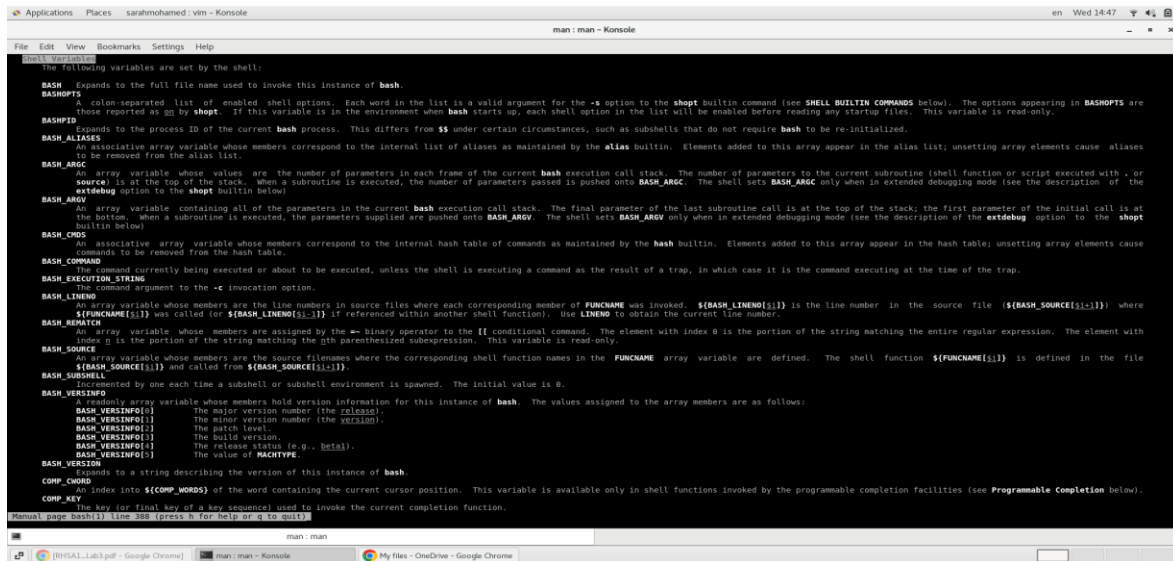 Applications Places sarahmohamed : vim – Konsole en Wed 14:47
man : man – Konsole
File Edit View Bookmarks Settings Help
Shell Variables
The following variables are set by the shell:
BASH Expands to the full file name used to invoke this instance of bash.
BASHOPTS
A colon-separated list of enabled shell options. Each word in the list is a valid argument for the -s option to the shopt builtin command (see SHELL BUILTIN COMMANDS below). The options appearing in BASHOPTS are
those reported as on by shopt. If this variable is in the environment when bash starts up, each shell option in the list will be enabled before reading any startup files. This variable is read-only.
BASHPID
Expands to the process ID of the current bash process. This differs from $$ under certain circumstances, such as subshells that do not require bash to be re-initialized.
BASH_ALIASES
An associative array variable whose members correspond to the internal list of aliases as maintained by the alias builtin. Elements added to this array appear in the alias list; unsetting array elements cause aliases
to be removed from the alias list.
BASH_ARGC
An array variable whose values are the number of parameters in each frame of the current bash execution call stack. The number of parameters to the current subroutine (shell function or script executed with . or
source) is at the top of the stack. When a subroutine is executed, the number of parameters passed is pushed onto BASH_ARGC. The shell sets BASH_ARGC only when in extended debugging mode (see the description of the
extdebug option to the shopt builtin below)
BASH_ARGV
An array variable containing all of the parameters in the current bash execution call stack. The final parameter of the last subroutine call is at the top of the stack; the first parameter of the initial call is at
the bottom. When a subroutine is executed, the parameters supplied are pushed onto BASH_ARGV. The shell sets BASH_ARGV only when in extended debugging mode (see the description of the extdebug option to the shopt
builtin below)
BASH_CMDS
An associative array variable whose members correspond to the internal hash table of commands as maintained by the hash builtin. Elements added to this array appear in the hash table; unsetting array elements cause
commands to be removed from the hash table.
BASH_COMMAND
The command currently being executed or about to be executed, unless the shell is executing a command as the result of a trap, in which case it is the command executing at the time of the trap.
BASH_EXECUTION_STRING
The command argument to the -c invocation option.
BASH_LINENO
An array variable whose members are the line numbers in source files where each corresponding member of FUNCNAME was invoked. ${BASH_LINENO[$i]} is the line number in the source file (${BASH_SOURCE[$i+1]}) where
${FUNCNAME[$i]} was called (or ${BASH_LINENO[$i-1]} if referenced within another shell function). Use LINENO to obtain the current line number.
BASH_REMATCH
An array variable whose members are assigned by the =~ binary operator to the [[ conditional command. The element with index 0 is the portion of the string matching the entire regular expression. The element with
index n is the portion of the string matching the nth parenthesized subexpression. This variable is read-only.
BASH_SOURCE
An array variable whose members are the source filenames where the corresponding shell function names in the FUNCNAME array variable are defined. The shell function ${FUNCNAME[$i]} is defined in the file
${BASH_SOURCE[$i]} and called from ${BASH_SOURCE[$i+1]}.
BASH_SUBSHELL
Incremented by one each time a subshell or subshell environment is spawned. The initial value is 0.
BASH_VERSINFO
A readonly array variable whose members hold version information for this instance of bash. The values assigned to the array members are as follows:
BASH_VERSINFO[0] The major version number (the release).
BASH_VERSINFO[1] The minor version number (the version).
BASH_VERSINFO[2] The patch level.
BASH_VERSINFO[3] The build version.
BASH_VERSINFO[4] The release status (e.g., beta1).
BASH_VERSINFO[5] The value of MACHTYPE.
BASH_VERSION
Expands to a string describing the version of this instance of bash.
COMP_CWORD
An index into ${COMP_WORDS} of the word containing the current cursor position. This variable is available only in shell functions invoked by the programmable completion facilities (see Programmable Completion below).
COMP_KEY
The key (or final key of a key sequence) used to invoke the current completion function.
Manual page bash(1) line 388 (press h for help or q to quit)
man : man
[RHSA1...Lab3.pdf – Google Chrome] man : man – Konsole My files – OneDrive – Google Chrome